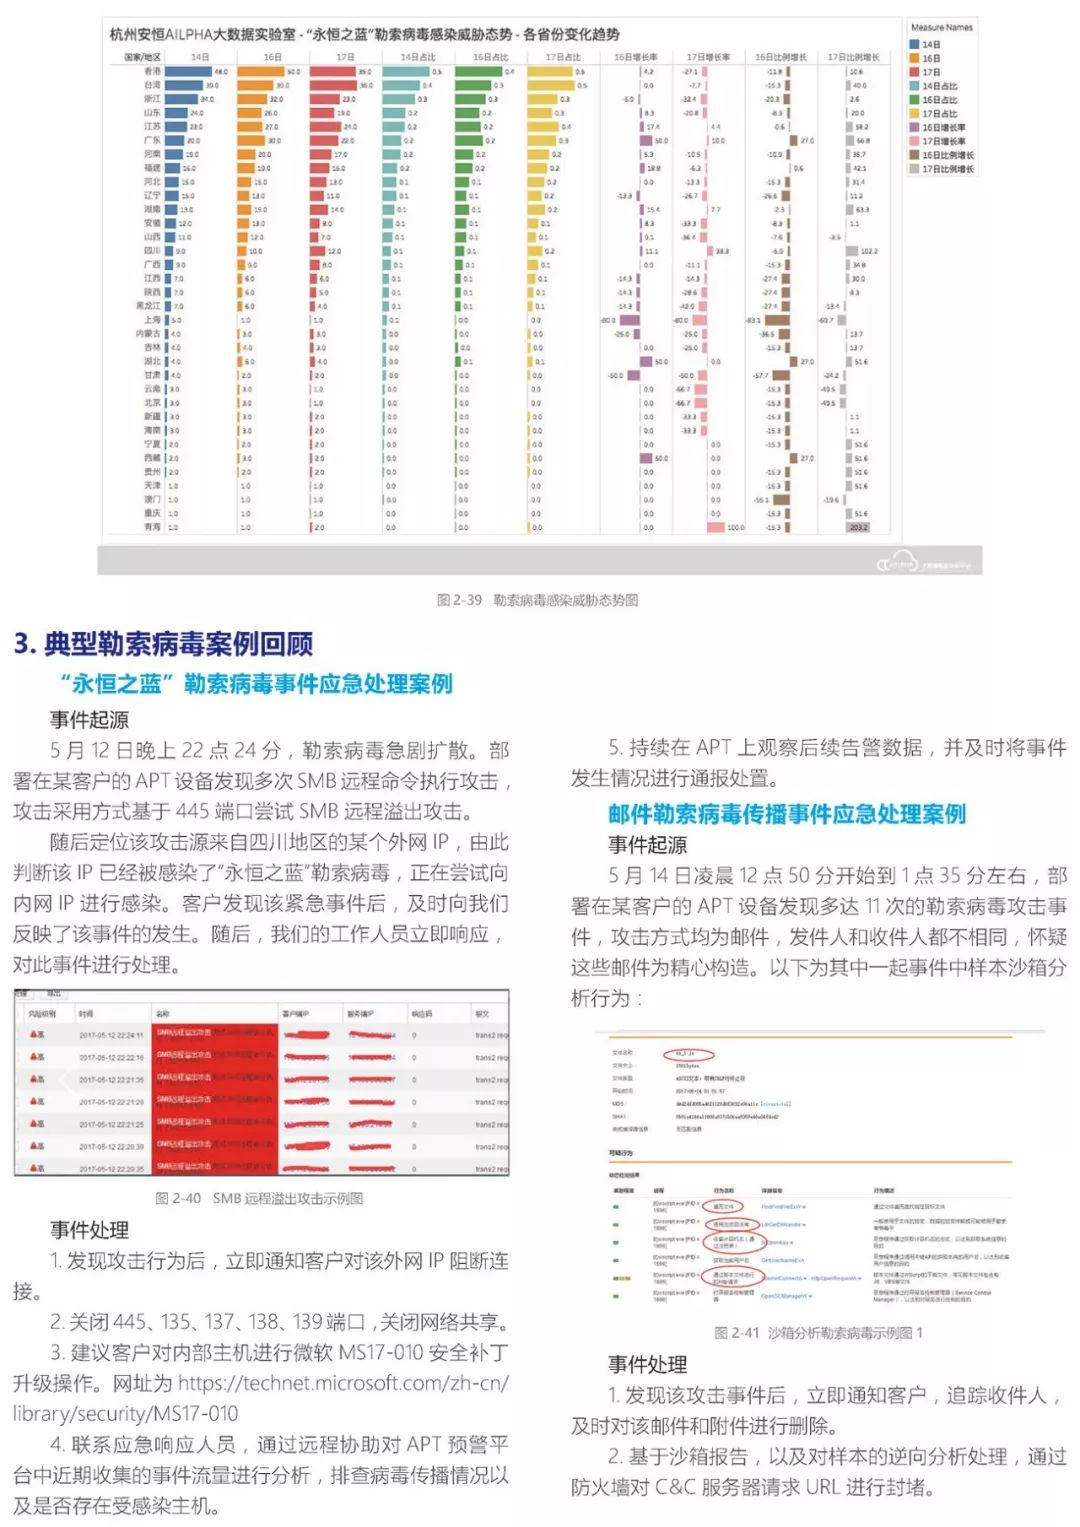 杭州安恒AILPHA大数据实验室 - “永恒之蓝”勒索病毒感染威胁态势 - 各省份变化趋势
国家/地区 14日 16日 17日 14日占比 16日占比 17日占比 16日增长率 17日增长率 16日比例增长 17日比例增长
香港 48.0 50.0 35.0 0.5 0.4 0.5 4.2 -27.1 -11.8 10.6
台湾 39.0 39.0 36.0 0.4 0.3 0.5 0.0 -7.7 -15.3 40.0
浙江 34.0 32.0 23.0 0.3 0.3 0.3 -5.9 -32.4 -20.3 2.6
山东 24.0 26.0 19.0 0.2 0.2 0.3 8.3 -20.8 -8.3 20.0
江苏 23.0 27.0 24.0 0.2 0.2 0.4 17.4 4.4 0.6 58.2
广东 20.0 30.0 22.0 0.2 0.2 0.3 50.0 10.0 27.0 66.8
河南 19.0 20.0 17.0 0.2 0.2 0.2 5.3 -10.5 -10.9 35.7
福建 16.0 19.0 15.0 0.2 0.2 0.2 18.8 -6.3 0.6 42.1
河北 15.0 15.0 13.0 0.1 0.1 0.2 0.0 -13.3 -15.3 31.4
辽宁 15.0 13.0 11.0 0.1 0.1 0.2 -13.3 -26.7 -26.6 11.2
湖南 13.0 15.0 14.0 0.1 0.1 0.2 15.4 7.7 -2.3 63.3
安徽 12.0 13.0 8.0 0.1 0.1 0.1 8.3 -33.3 -8.3 1.1
山西 11.0 12.0 7.0 0.1 0.1 0.1 9.1 -36.4 -7.6 -3.5
四川 9.0 10.0 12.0 0.1 0.1 0.2 11.1 33.3 -5.9 102.2
广西 9.0 9.0 8.0 0.1 0.1 0.1 0.0 -11.1 -15.3 34.8
江西 7.0 6.0 6.0 0.1 0.1 0.1 -14.3 -14.3 -27.4 30.0
陕西 7.0 6.0 5.0 0.1 0.1 0.1 -14.3 -28.6 -27.4 8.3
黑龙江 7.0 6.0 4.0 0.1 0.1 0.1 -14.3 -42.9 -27.4 -13.4
上海 5.0 1.0 1.0 0.0 0.0 0.0 -80.0 -80.0 -83.1 -69.7
内蒙古 4.0 3.0 3.0 0.0 0.0 0.0 -25.0 -25.0 -36.5 13.7
吉林 4.0 4.0 3.0 0.0 0.0 0.0 0.0 -25.0 -15.3 13.7
湖北 4.0 6.0 4.0 0.0 0.1 0.1 50.0 0.0 27.0 51.6
甘肃 4.0 2.0 2.0 0.0 0.0 0.0 -50.0 -50.0 -57.7 -24.2
云南 3.0 3.0 1.0 0.0 0.0 0.0 0.0 -66.7 -15.3 -49.5
北京 3.0 3.0 1.0 0.0 0.0 0.0 0.0 -66.7 -15.3 -49.5
新疆 3.0 3.0 2.0 0.0 0.0 0.0 0.0 -33.3 -15.3 1.1
海南 3.0 3.0 2.0 0.0 0.0 0.0 0.0 -33.3 -15.3 1.1
宁夏 2.0 2.0 2.0 0.0 0.0 0.0 0.0 0.0 -15.3 51.6
西藏 2.0 3.0 2.0 0.0 0.0 0.0 50.0 0.0 27.0 51.6
贵州 2.0 2.0 2.0 0.0 0.0 0.0 0.0 0.0 -15.3 51.6
天津 1.0 1.0 1.0 0.0 0.0 0.0 0.0 0.0 -15.3 51.6
澳门 1.0 1.0 1.0 0.0 0.0 0.0 0.0 0.0 -55.1 -19.6
重庆 1.0 1.0 1.0 0.0 0.0 0.0 0.0 0.0 -15.3 51.6
青海 1.0 1.0 2.0 0.0 0.0 0.0 0.0 100.0 -15.3 203.2
Measure Names
14日
16日
17日
14日占比
16日占比
17日占比
16日增长率
17日增长率
16日比例增长
17日比例增长
AILPHA
图 2-39 勒索病毒感染威胁态势图
3. 典型勒索病毒案例回顾
“永恒之蓝”勒索病毒事件应急处理案例
事件起源
5 月 12 日晚上 22 点 24 分，勒索病毒急剧扩散。部
署在某客户的 APT 设备发现多次 SMB 远程命令执行攻击，
攻击采用方式基于 445 端口尝试 SMB 远程溢出攻击。
随后定位该攻击源来自四川地区的某个外网 IP，由此
判断该 IP 已经被感染了“永恒之蓝”勒索病毒，正在尝试向
内网 IP 进行感染。客户发现该紧急事件后，及时向我们
反映了该事件的发生。随后，我们的工作人员立即响应，
对此事件进行处理。
导出
风险级别 时间 名称 客户端IP 服务端IP 响应码 报文
高 2017-05-12 22:24:11 SMB远程溢出攻击 0 trans2 req
高 2017-05-12 22:22:16 SMB远程溢出攻击 0 trans2 req
高 2017-05-12 22:21:35 SMB远程溢出攻击 0 trans2 req
高 2017-05-12 22:21:29 SMB远程溢出攻击 0 trans2 req
高 2017-05-12 22:21:25 SMB远程溢出攻击 0 trans2 req
高 2017-05-12 22:20:39 SMB远程溢出攻击 0 trans2 req
高 2017-05-12 22:20:35 SMB远程溢出攻击 0 trans2 req
图 2-40 SMB 远程溢出攻击示例图
事件处理
1. 发现攻击行为后，立即通知客户对该外网 IP 阻断连
接。
2. 关闭 445、135、137、138、139 端口，关闭网络共享。
3. 建议客户对内部主机进行微软 MS17-010 安全补丁
升级操作。网址为 https://technet.microsoft.com/zh-cn/
library/security/MS17-010
4. 联系应急响应人员，通过远程协助对 APT 预警平
台中近期收集的事件流量进行分析，排查病毒传播情况以
及是否存在受感染主机。
5. 持续在 APT 上观察后续告警数据，并及时将事件
发生情况进行通报处置。
邮件勒索病毒传播事件应急处理案例
事件起源
5 月 14 日凌晨 12 点 50 分开始到 1 点 35 分左右，部
署在某客户的 APT 设备发现多达 11 次的勒索病毒攻击事
件，攻击方式均为邮件，发件人和收件人都不相同，怀疑
这些邮件为精心构造。以下为其中一起事件中样本沙箱分
析行为：
文件名称：
文件大小：
文件类型：
开始时间：
MD5：
SHA1：
可疑行为
进程 行为名称 详细信息 行为描述
遍历文件
获取当前用户名 GetUserNameExW
OpenSCManagerW
图 2-41 沙箱分析勒索病毒示例图 1
事件处理
1. 发现该攻击事件后，立即通知客户，追踪收件人，
及时对该邮件和附件进行删除。
2. 基于沙箱报告，以及对样本的逆向分析处理，通过
防火墙对 C&C 服务器请求 URL 进行封堵。